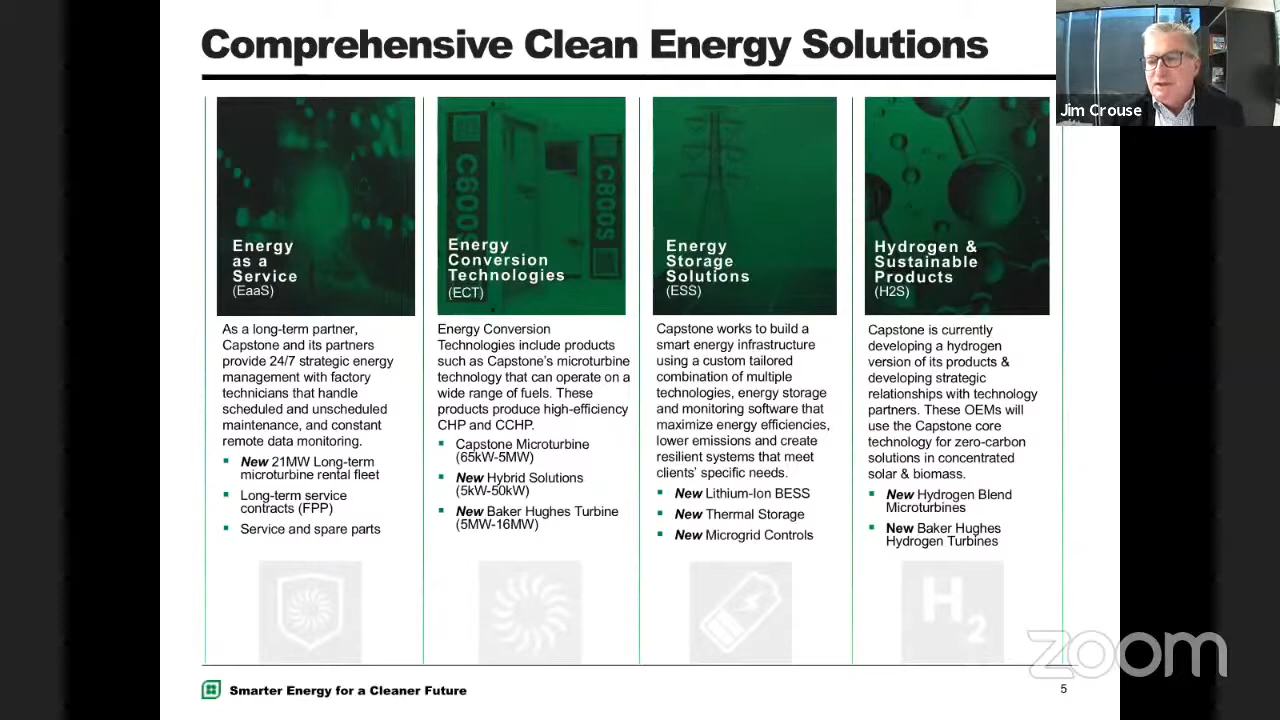 Comprehensive Clean Energy Solutions
Jim Crouse
C600S
C800S
Energy
as a
Service
(EaaS)
As a long-term partner,
Capstone and its partners
provide 24/7 strategic energy
management with factory
technicians that handle
scheduled and unscheduled
maintenance, and constant
remote data monitoring.
▪ New 21MW Long-term
microturbine rental fleet
▪ Long-term service
contracts (FPP)
▪ Service and spare parts
Energy
Conversion
Technologies
(ECT)
Energy Conversion
Technologies include products
such as Capstone's microturbine
technology that can operate on a
wide range of fuels. These
products produce high-efficiency
CHP and CCHP.
▪ Capstone Microturbine
(65kW-5MW)
▪ New Hybrid Solutions
(5kW-50kW)
▪ New Baker Hughes Turbine
(5MW-16MW)
Energy
Storage
Solutions
(ESS)
Capstone works to build a
smart energy infrastructure
using a custom tailored
combination of multiple
technologies, energy storage
and monitoring software that
maximize energy efficiencies,
lower emissions and create
resilient systems that meet
clients' specific needs.
▪ New Lithium-Ion BESS
▪ New Thermal Storage
▪ New Microgrid Controls
Hydrogen &
Sustainable
Products
(H2S)
Capstone is currently
developing a hydrogen
version of its products &
developing strategic
relationships with technology
partners. These OEMs will
use the Capstone core
technology for zero-carbon
solutions in concentrated
solar & biomass.
▪ New Hydrogen Blend
Microturbines
▪ New Baker Hughes
Hydrogen Turbines
H2
zoom
Smarter Energy for a Cleaner Future
5